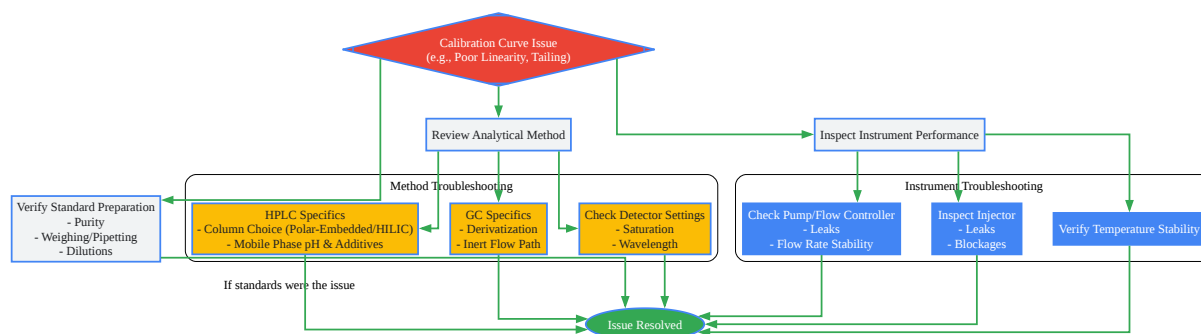 Calibration Curve Issue
(e.g., Poor Linearity, Tailing)
Review Analytical Method
Inspect Instrument Performance
Method Troubleshooting
Instrument Troubleshooting
Verify Standard Preparation
- Purity
- Weighing/Pipetting
- Dilutions
HPLC Specifics
- Column Choice (Polar-Embedded/HILIC)
- Mobile Phase pH & Additives
GC Specifics
- Derivatization
- Inert Flow Path
Check Detector Settings
- Saturation
- Wavelength
Check Pump/Flow Controller
- Leaks
- Flow Rate Stability
Inspect Injector
- Leaks
- Blockages
Verify Temperature Stability
If standards were the issue
Issue Resolved